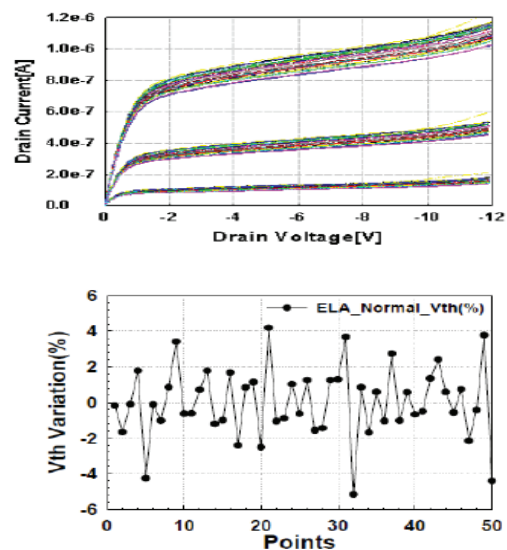 1.2e-6
1.0e-6
8.0e-7
6.0e-7
4.0e-7
2.0e-7
0.0
Drain Current[A]
0 -2 -4 -6 -8 -10 -12
Drain Voltage[V]
6
4
2
0
-2
-4
-6
Vth Variation(%)
ELA_Normal_Vth(%)
0 10 20 30 40 50
Points